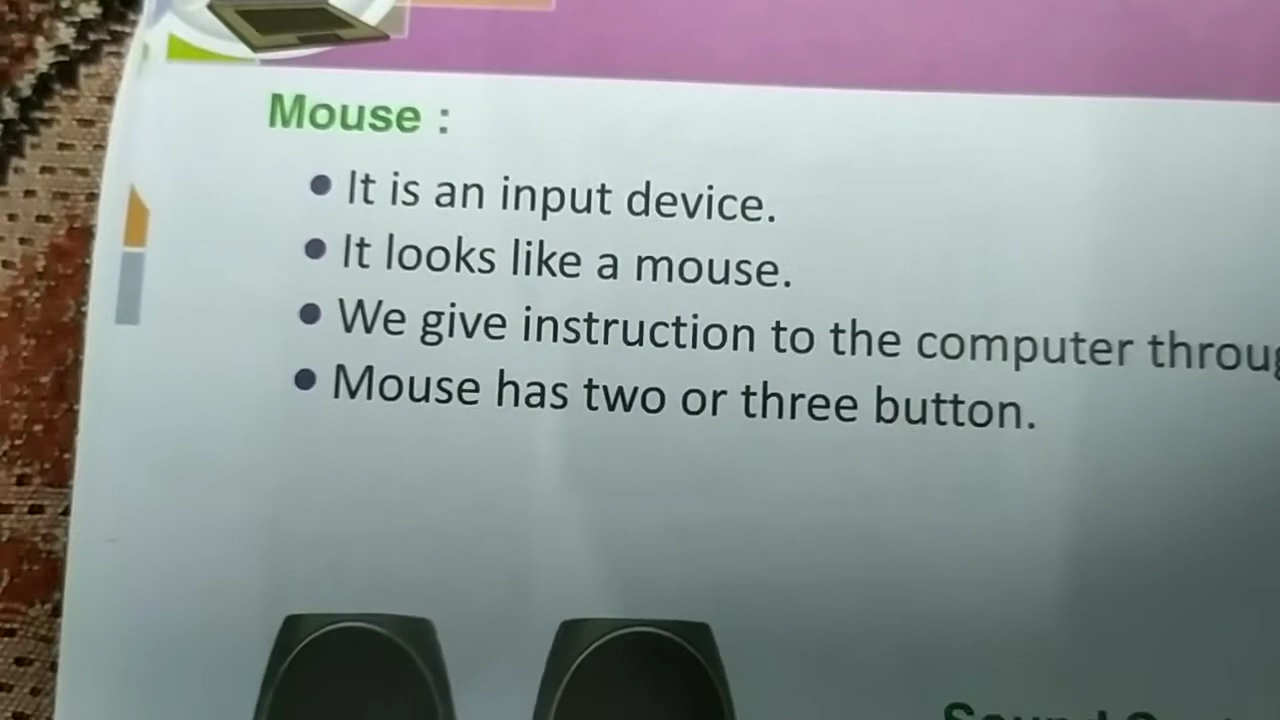 Mouse :
• It is an input device.
• It looks like a mouse.
• We give instruction to the computer
• Mouse has two or three button.